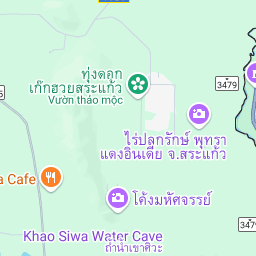 ทุ่งดอก
เก๊กฮวยสระแก้ว
Vườn thảo mộc
3479
ไร่ปลูกรักษ์ พุทรา
แดงอินเดีย จ.สระแก้ว
a Cafe
โค้งมหัศจรรย์
3479
Khao Siwa Water Cave
ถ้ำน้ำเขาศิวะ